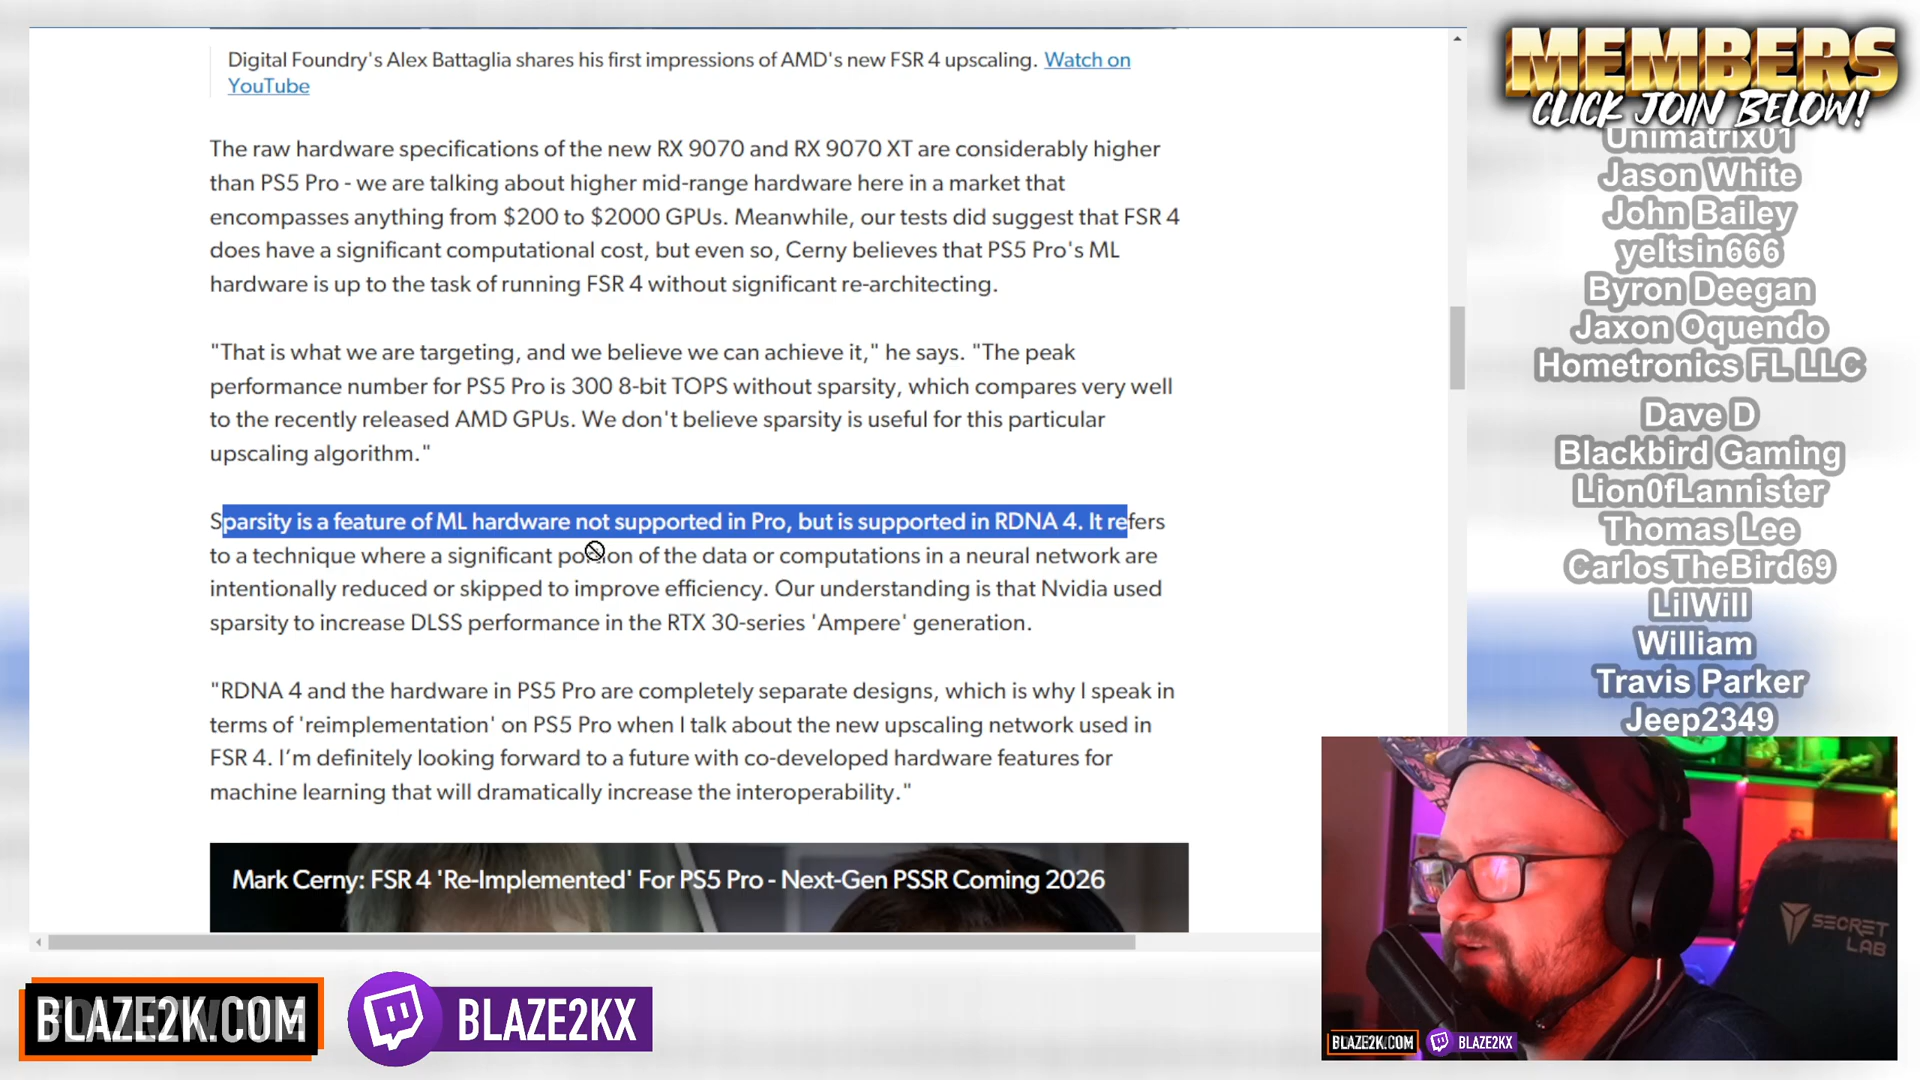 Digital Foundry's Alex Battaglia shares his first impressions of AMD's new FSR 4 upscaling. Watch on
YouTube
The raw hardware specifications of the new RX 9070 and RX 9070 XT are considerably higher
than PS5 Pro - we are talking about higher mid-range hardware here in a market that
encompasses anything from $200 to $2000 GPUs. Meanwhile, our tests did suggest that FSR 4
does have a significant computational cost, but even so, Cerny believes that PS5 Pro's ML
hardware is up to the task of running FSR 4 without significant re-architecting.
"That is what we are targeting, and we believe we can achieve it," he says. "The peak
performance number for PS5 Pro is 300 8-bit TOPS without sparsity, which compares very well
to the recently released AMD GPUs. We don't believe sparsity is useful for this particular
upscaling algorithm."
Sparsity is a feature of ML hardware not supported in Pro, but is supported in RDNA 4. It refers
to a technique where a significant portion of the data or computations in a neural network are
intentionally reduced or skipped to improve efficiency. Our understanding is that Nvidia used
sparsity to increase DLSS performance in the RTX 30-series 'Ampere' generation.
"RDNA 4 and the hardware in PS5 Pro are completely separate designs, which is why I speak in
terms of 'reimplementation' on PS5 Pro when I talk about the new upscaling network used in
FSR 4. I’m definitely looking forward to a future with co-developed hardware features for
machine learning that will dramatically increase the interoperability."
Mark Cerny: FSR 4 'Re-Implemented' For PS5 Pro - Next-Gen PSSR Coming 2026
MEMBERS
CLICK JOIN BELOW!
Unimatrix01
Jason White
John Bailey
yeltsin666
Byron Deegan
Jaxon Oquendo
Hometronics FL LLC
Dave D
Blackbird Gaming
Lion0fLannister
Thomas Lee
CarlosTheBird69
LilWill
William
Travis Parker
Jeep2349
SECRET
LAB
BLAZE2K.COM
BLAZE2KX
BLAZE2K.COM
BLAZE2KX